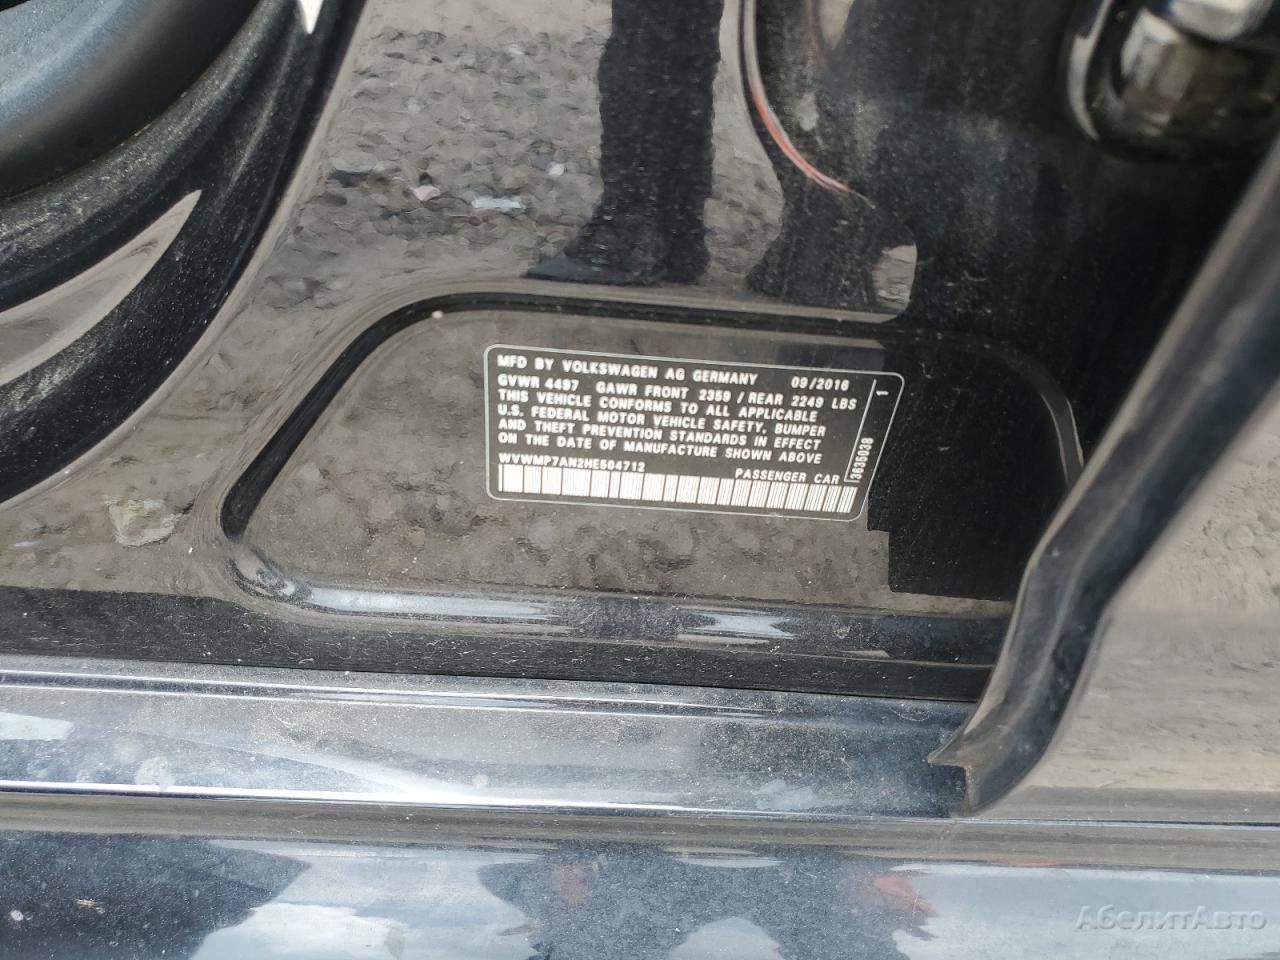 MFD BY VOLKSWAGEN AG GERMANY 09/2016
GVWR 4497 GAWR FRONT 2359 / REAR 2249 LBS
THIS VEHICLE CONFORMS TO ALL APPLICABLE
U.S. FEDERAL MOTOR VEHICLE SAFETY, BUMPER
AND THEFT PREVENTION STANDARDS IN EFFECT
ON THE DATE OF MANUFACTURE SHOWN ABOVE
WVWMP7AN2HE504712 PASSENGER CAR
3635038 1
АбелитАвто